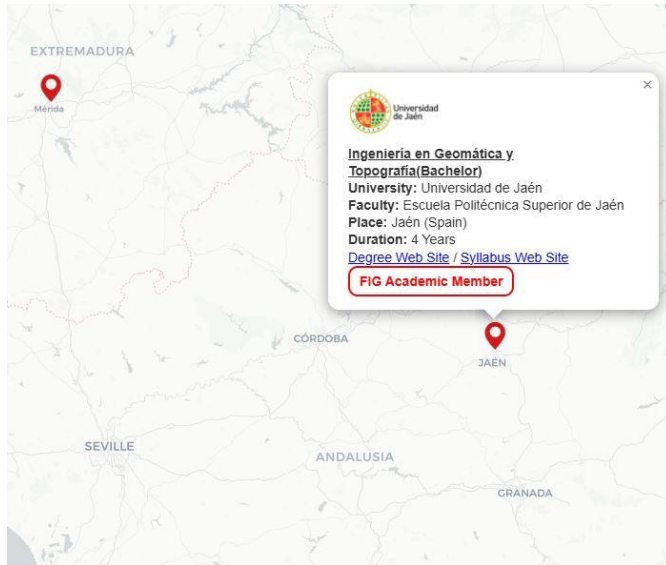 EXTREMADURA
Mérida
×
Universidad
de Jaén
Ingeniería en Geomática y
Topografía(Bachelor)
University: Universidad de Jaén
Faculty: Escuela Politécnica Superior de Jaén
Place: Jaén (Spain)
Duration: 4 Years
Degree Web Site / Syllabus Web Site
FIG Academic Member
CÓRDOBA
JAÉN
SEVILLE
ANDALUSIA
GRANADA